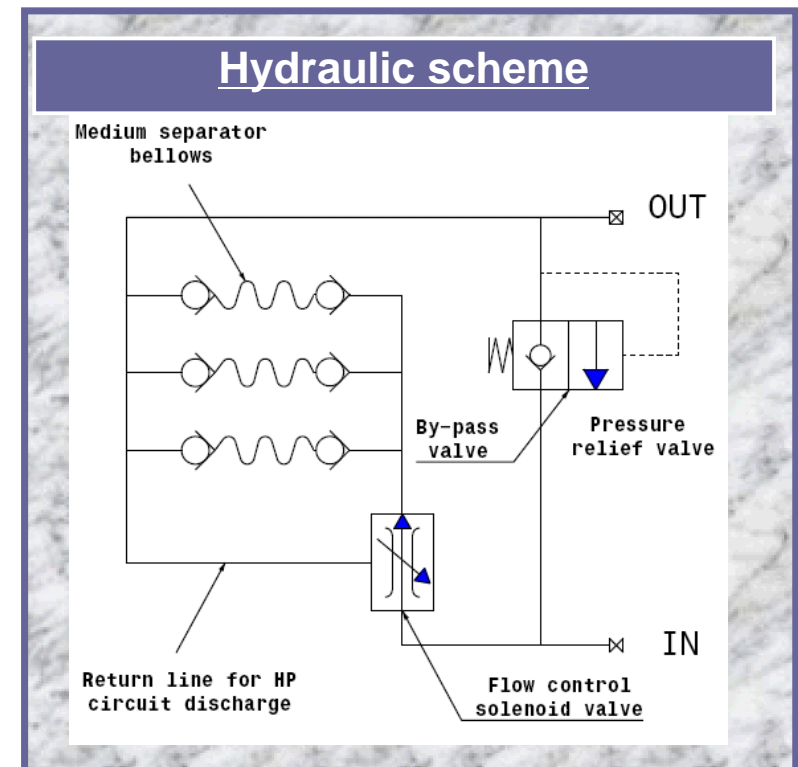 Hydraulic scheme
Medium separator
bellows
OUT
By-pass
valve
Pressure
relief valve
IN
Return line for HP
circuit discharge
Flow control
solenoid valve